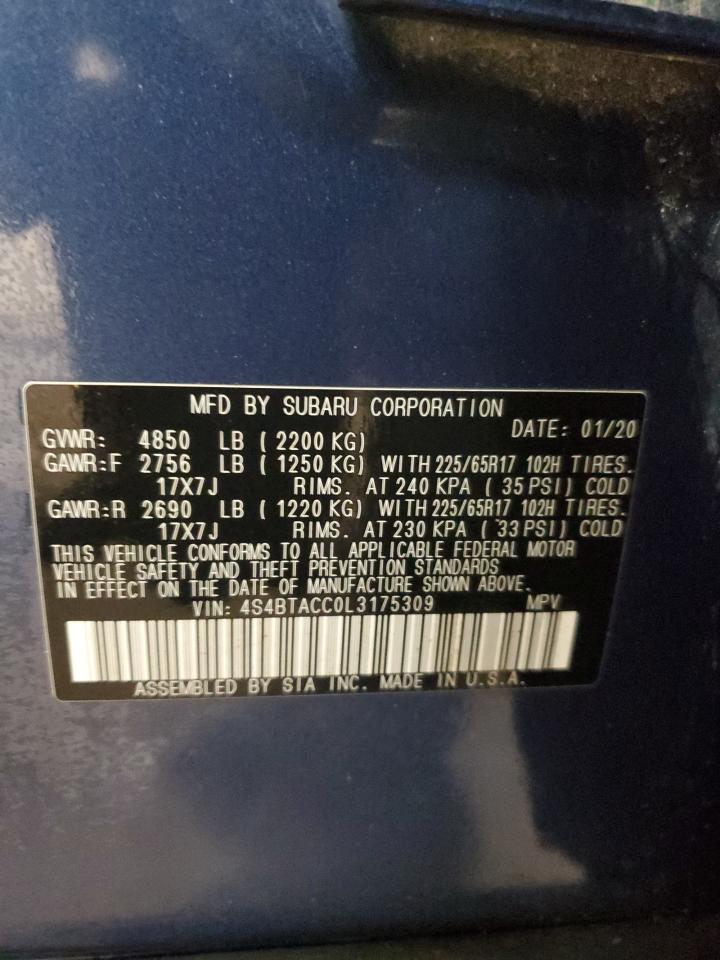 MFD BY SUBARU CORPORATION
DATE: 01/20
GVWR: 4850 LB (2200 KG)
GAWR:F 2756 LB (1250 KG) WITH 225/65R17 102H TIRES.
17X7J RIMS. AT 240 KPA (35 PSI) COLD
GAWR:R 2690 LB (1220 KG) WITH 225/65R17 102H TIRES.
17X7J RIMS. AT 230 KPA (33 PSI) COLD
THIS VEHICLE CONFORMS TO ALL APPLICABLE FEDERAL MOTOR
VEHICLE SAFETY AND THEFT PREVENTION STANDARDS
IN EFFECT ON THE DATE OF MANUFACTURE SHOWN ABOVE.
VIN: 4S4BTACC0L3175309 MPV
ASSEMBLED BY SIA INC. MADE IN U.S.A.